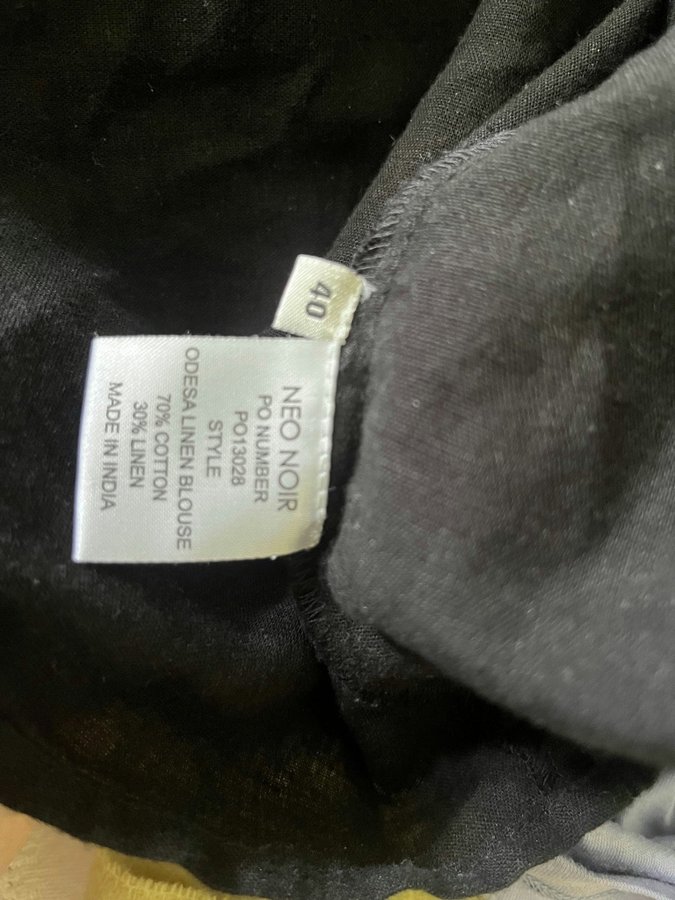 40
NEO NOIR
PO NUMBER
PO13028
STYLE
ODESA LINEN BLOUSE
70% COTTON
30% LINEN
MADE IN INDIA